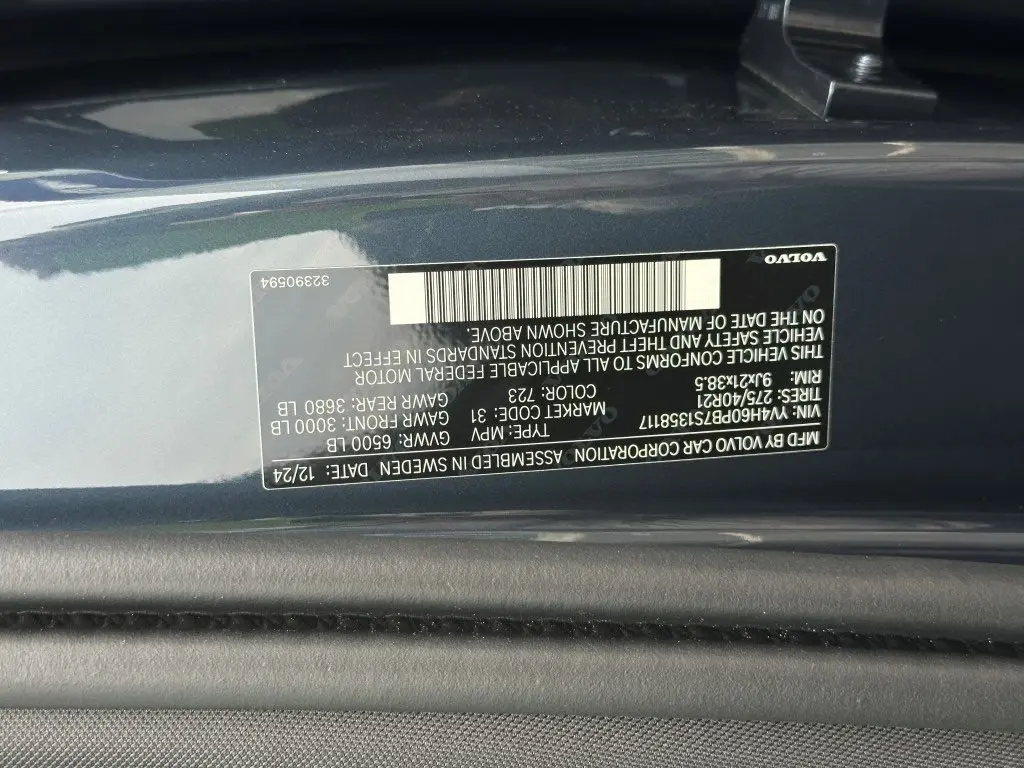 MFD BY VOLVO CAR CORPORATION ASSEMBLED IN SWEDEN DATE: 12/24
VIN: YV4H60PB7S1358117 TYPE: MPV GVWR: 6500 LB
TIRES: 275/40R21 MARKET CODE: 31 GAWR FRONT: 3000 LB
RIM: 9Jx21x38.5 COLOR: 723 GAWR REAR: 3680 LB
THIS VEHICLE CONFORMS TO ALL APPLICABLE FEDERAL MOTOR
VEHICLE SAFETY AND THEFT PREVENTION STANDARDS IN EFFECT
ON THE DATE OF MANUFACTURE SHOWN ABOVE.
VOLVO 32390594